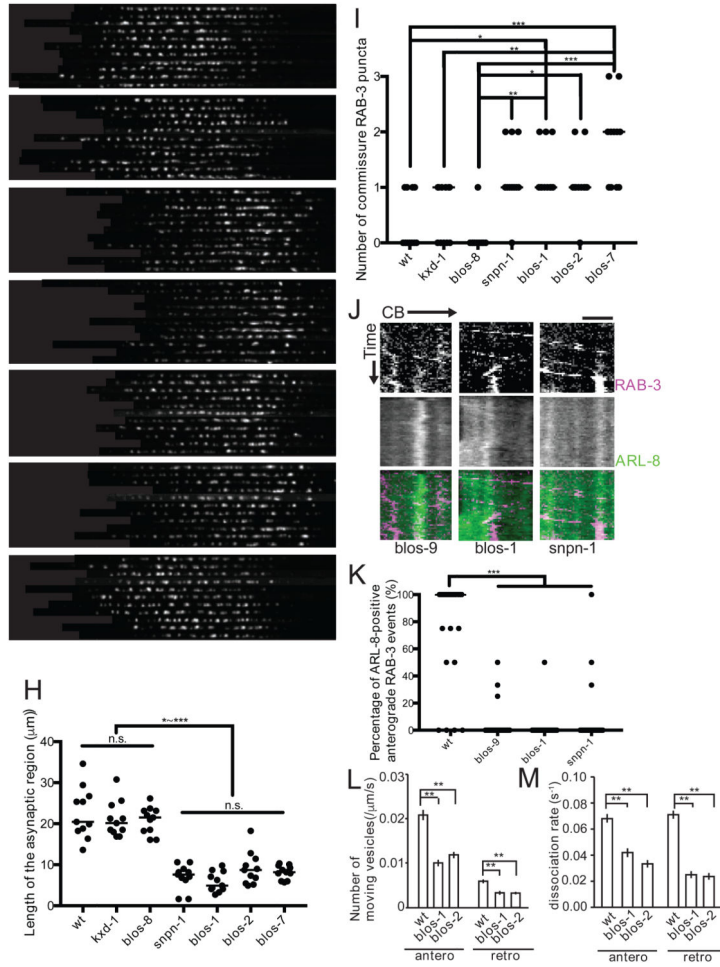 I
Number of commissure RAB-3 puncta
3
2
1
0
***
*
**
***
*
**
wt
kxd-1
blos-8
snpn-1
blos-1
blos-2
blos-7
J
CB
Time
RAB-3
ARL-8
blos-9
blos-1
snpn-1
K
Percentage of ARL-8-positive
anterograde RAB-3 events (%)
100
80
60
40
20
0
***
wt
blos-9
blos-1
snpn-1
H
Length of the asynaptic region (μm)
40
30
20
10
0
*~***
n.s.
n.s.
wt
kxd-1
blos-8
snpn-1
blos-1
blos-2
blos-7
L
Number of
moving vesicles(/μm/s)
0.03
0.02
0.01
0
**
**
**
**
wt
blos-1
blos-2
wt
blos-1
blos-2
antero
retro
M
dissociation rate (s⁻¹)
0.10
0.08
0.06
0.04
0.02
0.00
**
**
**
**
wt
blos-1
blos-2
wt
blos-1
blos-2
antero
retro